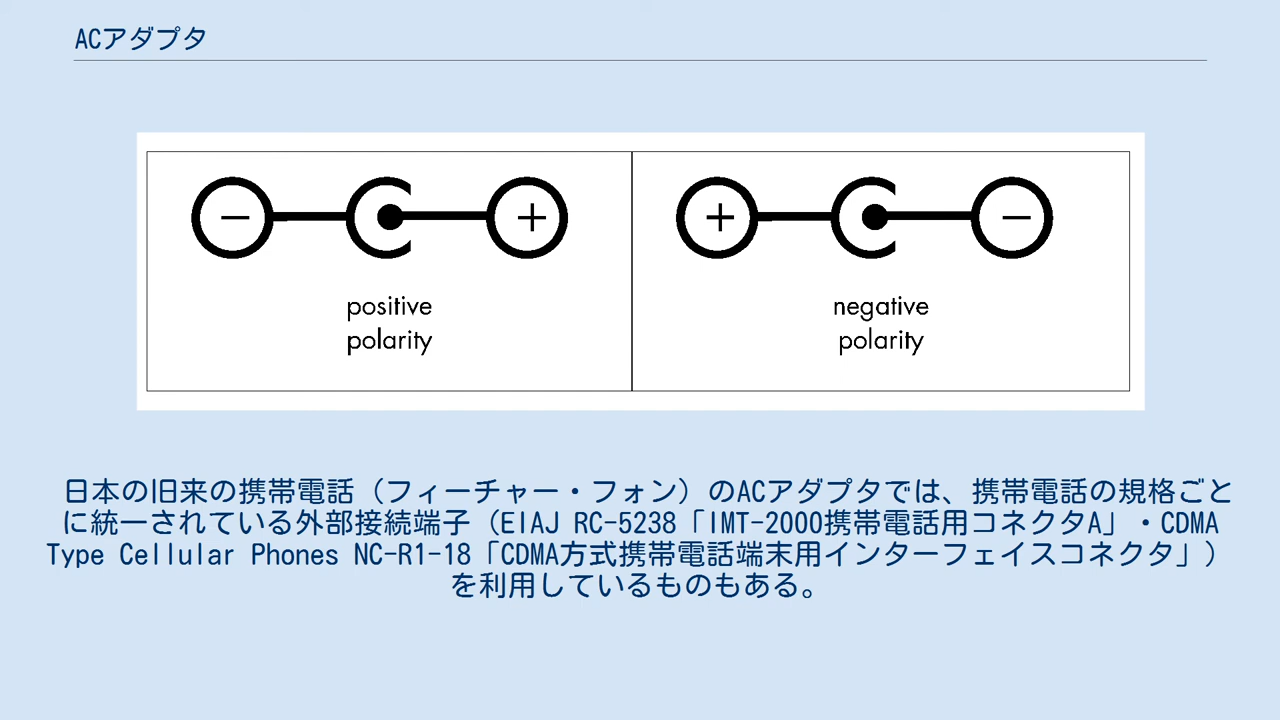 ACアダプタ
− +
+ −
positive
polarity
negative
polarity
日本の旧来の携帯電話（フィーチャー・フォン）のACアダプタでは、携帯電話の規格ごと
に統一されている外部接続端子（EIAJ RC-5238「IMT-2000携帯電話用コネクタA」・CDMA
Type Cellular Phones NC-R1-18「CDMA方式携帯電話端末用インターフェイスコネクタ」）
を利用しているものもある。